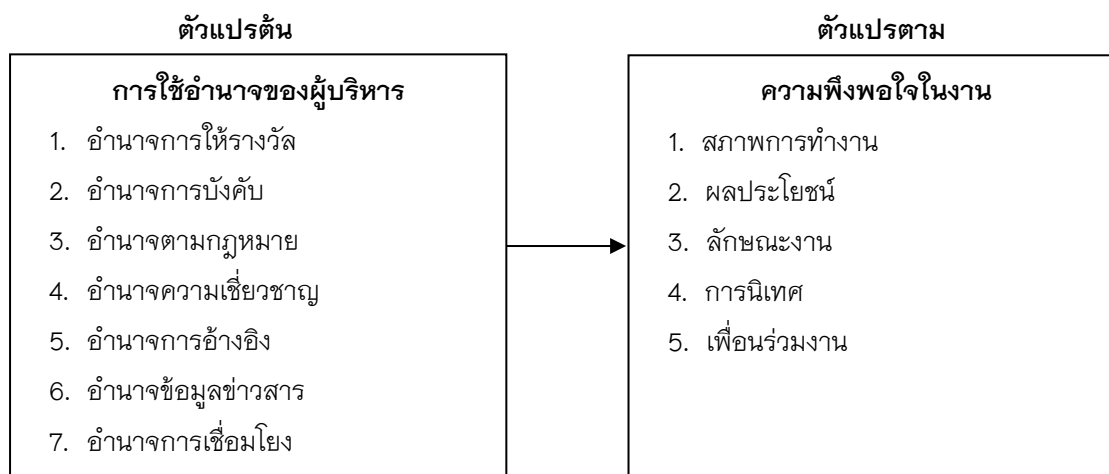 ตัวแปรต้น
การใช้อำนาจของผู้บริหาร
1. อำนาจการให้รางวัล
2. อำนาจการบังคับ
3. อำนาจตามกฎหมาย
4. อำนาจความเชี่ยวชาญ
5. อำนาจการอ้างอิง
6. อำนาจข้อมูลข่าวสาร
7. อำนาจการเชื่อมโยง
ตัวแปรตาม
ความพึงพอใจในงาน
1. สภาพการทำงาน
2. ผลประโยชน์
3. ลักษณะงาน
4. การนิเทศ
5. เพื่อนร่วมงาน